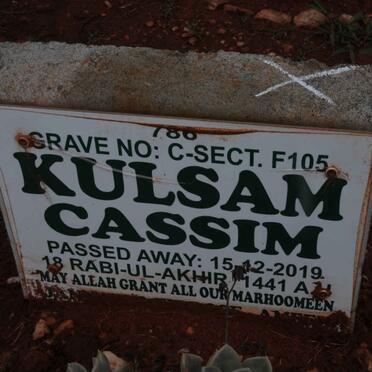 786
GRAVE NO: C-SECT. F105
KULSAM
CASSIM
PASSED AWAY: 15-12-2019
18 RABI-UL-AKHIR 1441 A.H
MAY ALLAH GRANT ALL OUR MARHOOMEEN